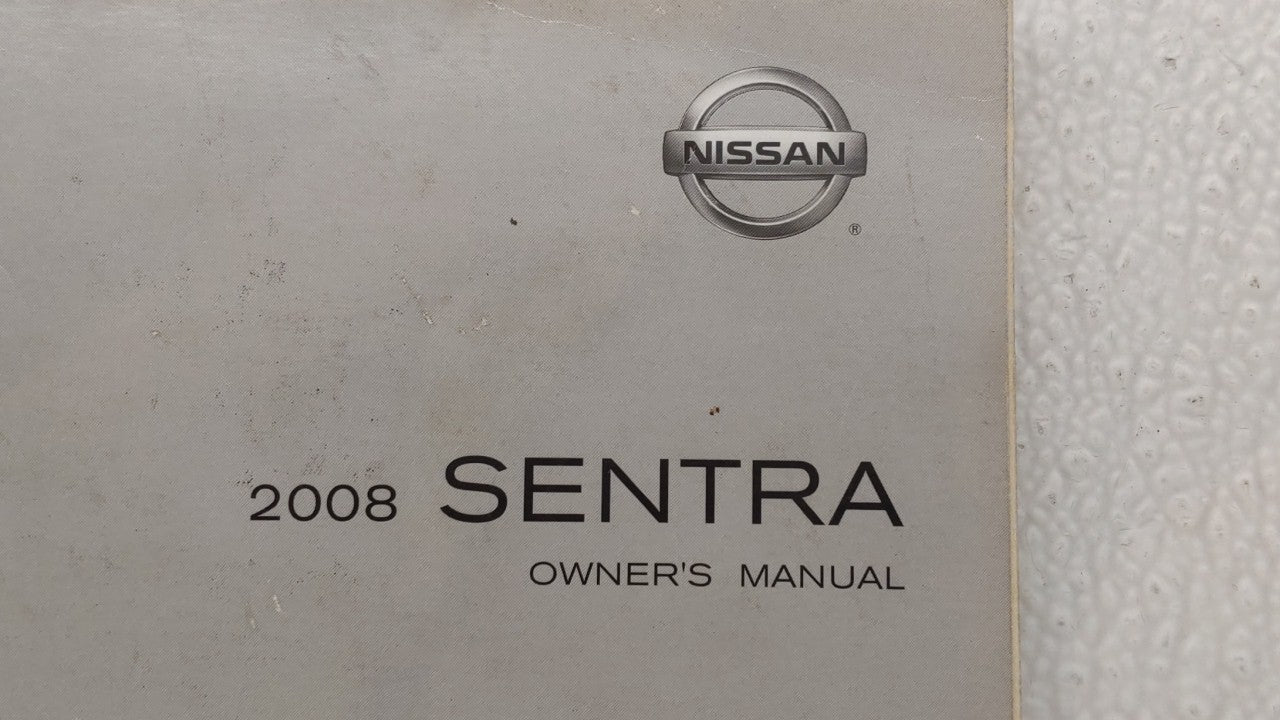 NISSAN
®
2008 SENTRA
OWNER'S MANUAL